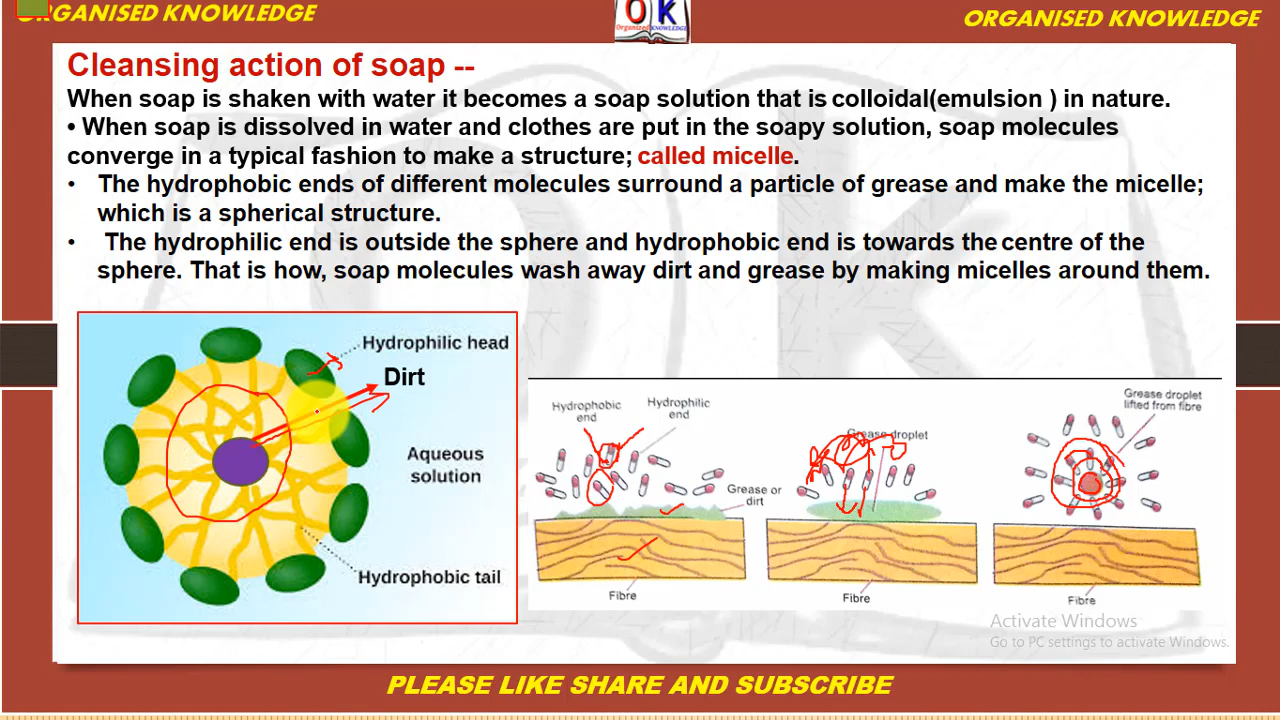 ORGANISED KNOWLEDGE
O K
Organized KNOWLEDGE
ORGANISED KNOWLEDGE
Cleansing action of soap --
When soap is shaken with water it becomes a soap solution that is colloidal(emulsion ) in nature.
• When soap is dissolved in water and clothes are put in the soapy solution, soap molecules
converge in a typical fashion to make a structure; called micelle.
• The hydrophobic ends of different molecules surround a particle of grease and make the micelle;
which is a spherical structure.
• The hydrophilic end is outside the sphere and hydrophobic end is towards the centre of the
sphere. That is how, soap molecules wash away dirt and grease by making micelles around them.
Hydrophilic head
Dirt
Aqueous
solution
Hydrophobic tail
Hydrophobic
end
Hydrophilic
end
Grease or
dirt
Fibre
Grease droplet
Fibre
Grease droplet
lifted from fibre
Fibre
Activate Windows
Go to PC settings to activate Windows.
PLEASE LIKE SHARE AND SUBSCRIBE